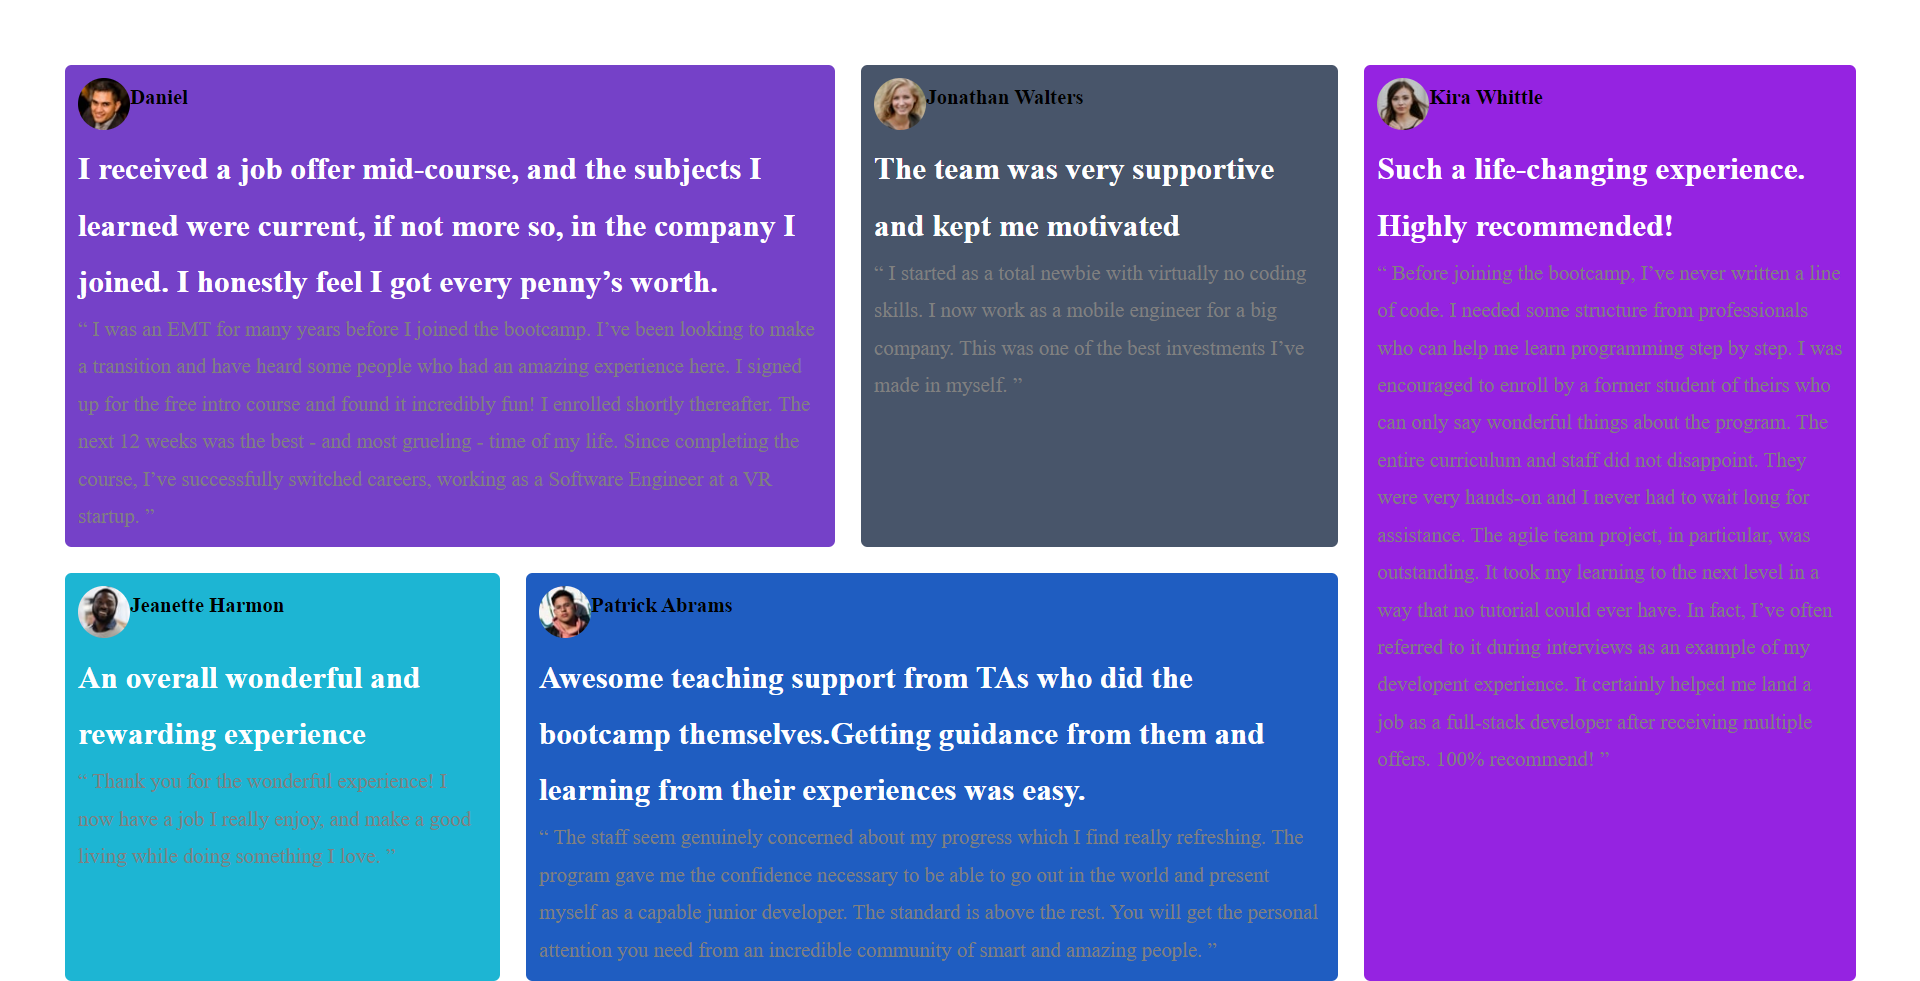 Daniel
I received a job offer mid-course, and the subjects I
learned were current, if not more so, in the company I
joined. I honestly feel I got every penny’s worth.
“ I was an EMT for many years before I joined the bootcamp. I’ve been looking to make
a transition and have heard some people who had an amazing experience here. I signed
up for the free intro course and found it incredibly fun! I enrolled shortly thereafter. The
next 12 weeks was the best - and most grueling - time of my life. Since completing the
course, I’ve successfully switched careers, working as a Software Engineer at a VR
startup. ”
Jonathan Walters
The team was very supportive
and kept me motivated
“ I started as a total newbie with virtually no coding
skills. I now work as a mobile engineer for a big
company. This was one of the best investments I’ve
made in myself. ”
Kira Whittle
Such a life-changing experience.
Highly recommended!
“ Before joining the bootcamp, I’ve never written a line
of code. I needed some structure from professionals
who can help me learn programming step by step. I was
encouraged to enroll by a former student of theirs who
can only say wonderful things about the program. The
entire curriculum and staff did not disappoint. They
were very hands-on and I never had to wait long for
assistance. The agile team project, in particular, was
outstanding. It took my learning to the next level in a
way that no tutorial could ever have. In fact, I’ve often
referred to it during interviews as an example of my
developent experience. It certainly helped me land a
job as a full-stack developer after receiving multiple
offers. 100% recommend! ”
Jeanette Harmon
An overall wonderful and
rewarding experience
“ Thank you for the wonderful experience! I
now have a job I really enjoy, and make a good
living while doing something I love. ”
Patrick Abrams
Awesome teaching support from TAs who did the
bootcamp themselves.Getting guidance from them and
learning from their experiences was easy.
“ The staff seem genuinely concerned about my progress which I find really refreshing. The
program gave me the confidence necessary to be able to go out in the world and present
myself as a capable junior developer. The standard is above the rest. You will get the personal
attention you need from an incredible community of smart and amazing people. ”